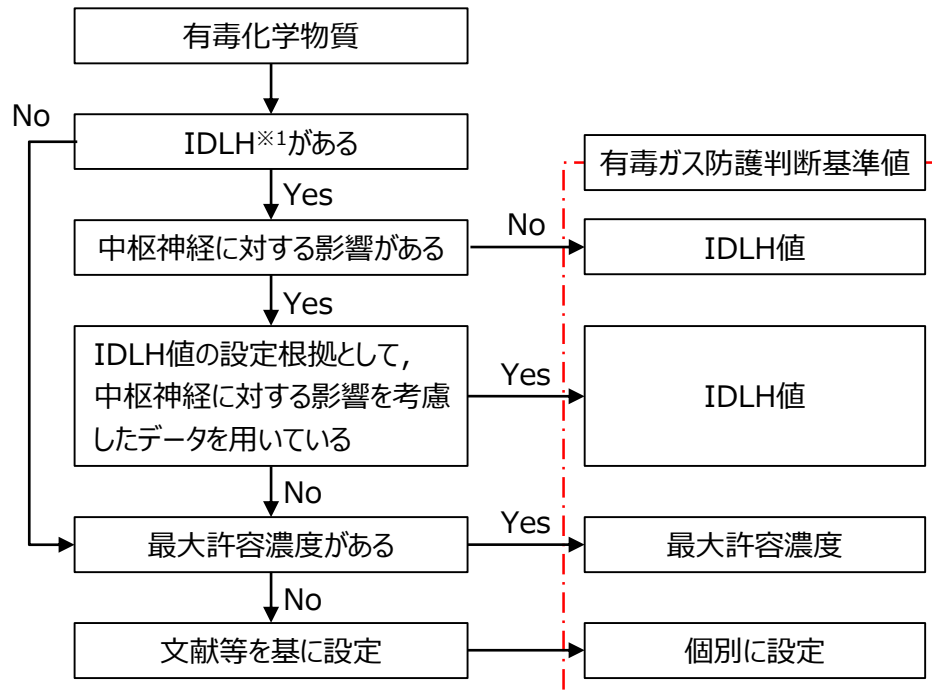 有毒化学物質
No
IDLH※1がある
有毒ガス防護判断基準値
Yes
中枢神経に対する影響がある
No
IDLH値
Yes
IDLH値の設定根拠として,
中枢神経に対する影響を考慮
したデータを用いている
Yes
IDLH値
No
最大許容濃度がある
Yes
最大許容濃度
No
文献等を基に設定
個別に設定